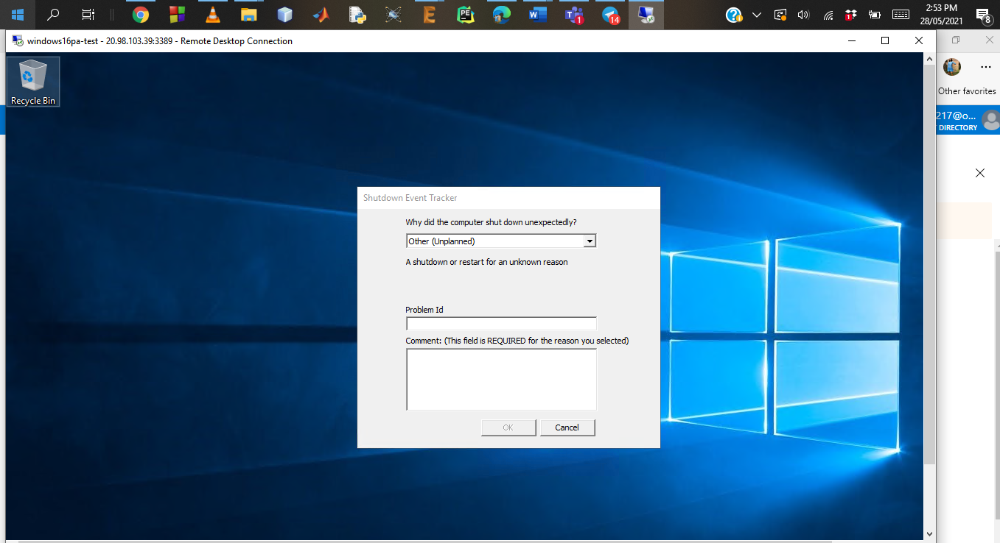 2:53 PM
28/05/2021
1
14
8
windows16pa-test - 20.98.103.39:3389 - Remote Desktop Connection
Recycle Bin
Other favorites
217@o...
DIRECTORY
Shutdown Event Tracker
Why did the computer shut down unexpectedly?
Other (Unplanned)
A shutdown or restart for an unknown reason
Problem Id
Comment: (This field is REQUIRED for the reason you selected)
OK
Cancel